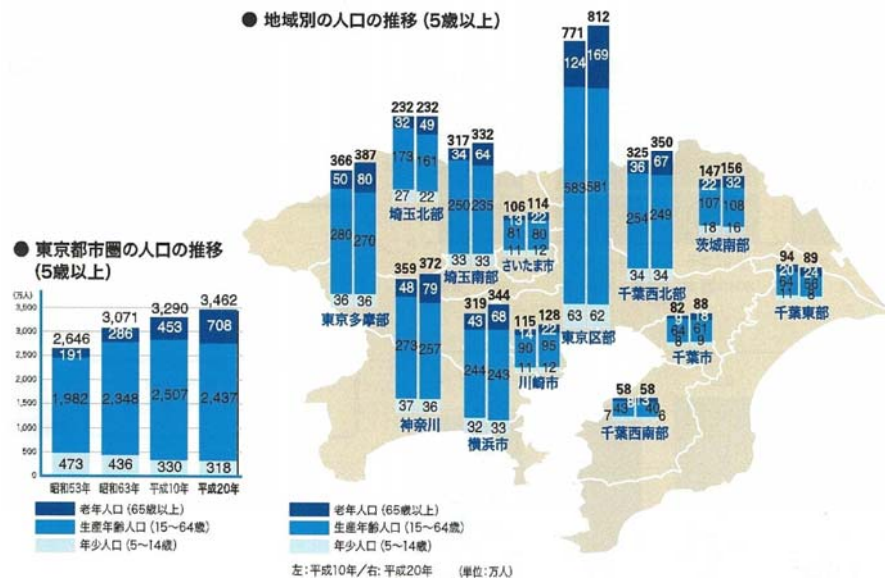 ● 地域別の人口の推移（5歳以上）
771 812
124 169
583 581
63 62
東京区部
232 232
32 49
173 161
27 22
埼玉北部
317 332
34 64
250 235
33 33
埼玉南部
366 387
50 80
280 270
36 36
東京多摩部
106 114
13 22
81 80
11 12
さいたま市
325 350
36 67
254 249
34 34
千葉西北部
147 156
22 32
107 108
18 16
茨城南部
94 89
20 24
64 58
11 8
千葉東部
359 372
48 79
273 257
37 36
神奈川
319 344
43 68
244 243
32 33
横浜市
115 128
14 22
90 95
11 12
川崎市
82 88
9 18
64 61
8 9
千葉市
58 58
8 13
43 40
7 6
千葉西南部
● 東京都市圏の人口の推移
（5歳以上）
（万人）
3,500
3,000
2,500
2,000
1,500
1,000
500
0
2,646 3,071 3,290 3,462
191 286 453 708
1,982 2,348 2,507 2,437
473 436 330 318
昭和53年 昭和63年 平成10年 平成20年
老年人口（65歳以上）
生産年齢人口（15〜64歳）
年少人口（5〜14歳）
老年人口（65歳以上）
生産年齢人口（15〜64歳）
年少人口（5〜14歳）
左：平成10年／右：平成20年 （単位：万人）